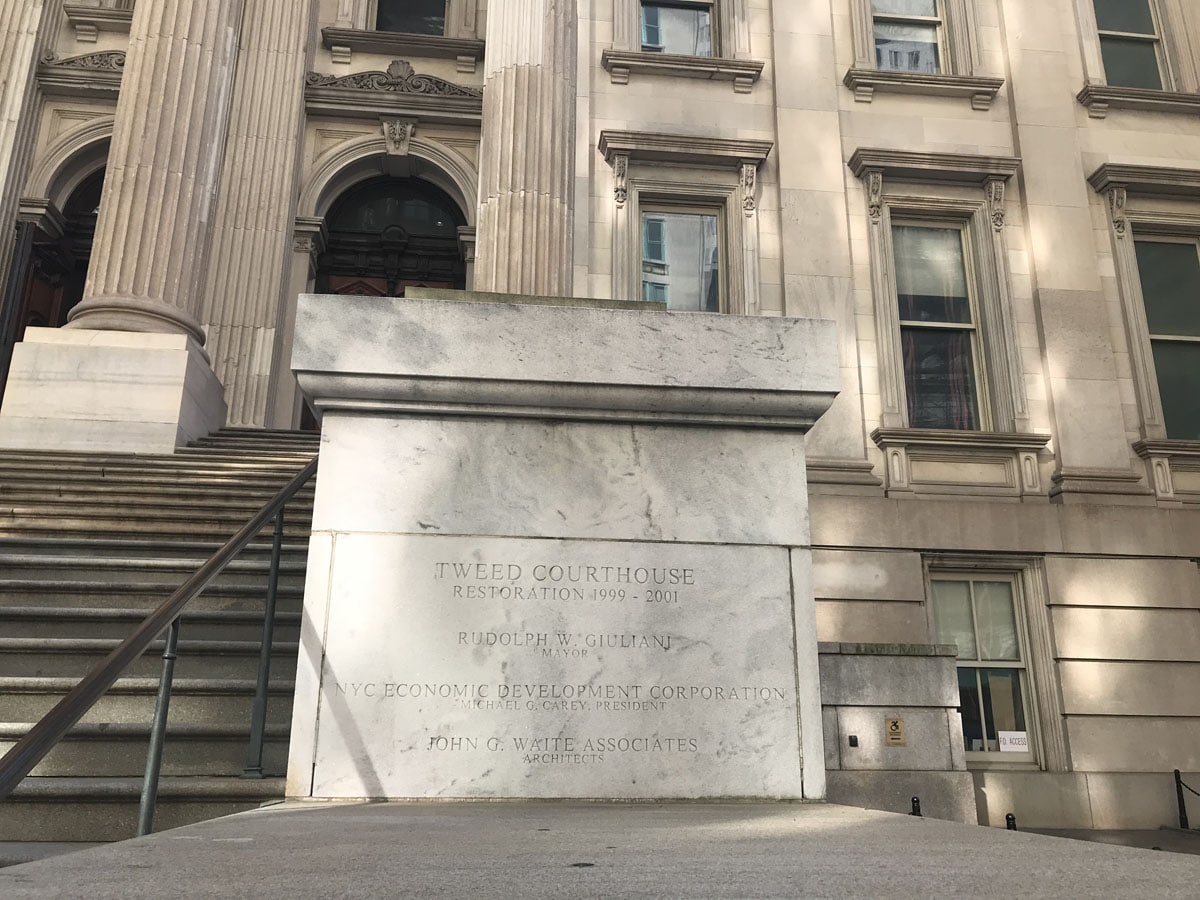 TWEED COURTHOUSE
RESTORATION 1999 - 2001
RUDOLPH W. GIULIANI
MAYOR
NYC ECONOMIC DEVELOPMENT CORPORATION
MICHAEL G. CAREY, PRESIDENT
JOHN G. WAITE ASSOCIATES
ARCHITECTS
F.D. ACCESS